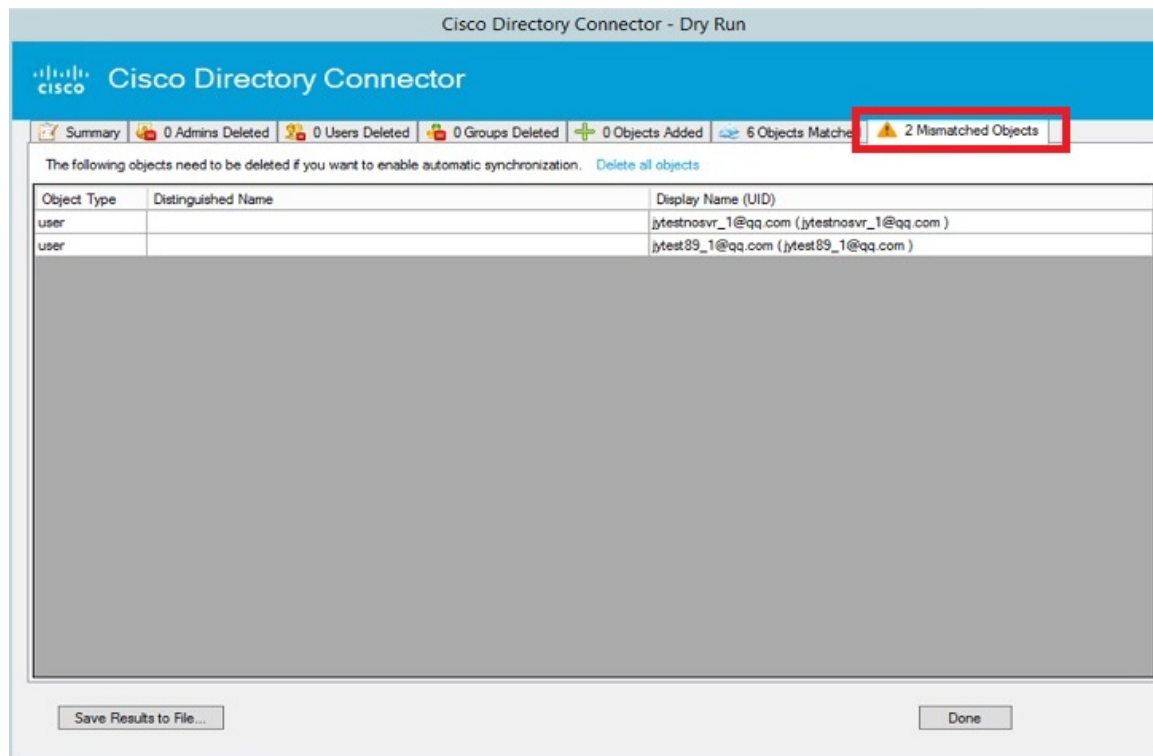 Cisco Directory Connector - Dry Run
cisco Cisco Directory Connector
Summary 0 Admins Deleted 0 Users Deleted 0 Groups Deleted 0 Objects Added 6 Objects Matche 2 Mismatched Objects
The following objects need to be deleted if you want to enable automatic synchronization. Delete all objects
Object Type Distinguished Name Display Name (UID)
user jytestnosvr_1@qq.com (jytestnosvr_1@qq.com )
user jytest89_1@qq.com (jytest89_1@qq.com )
Save Results to File... Done